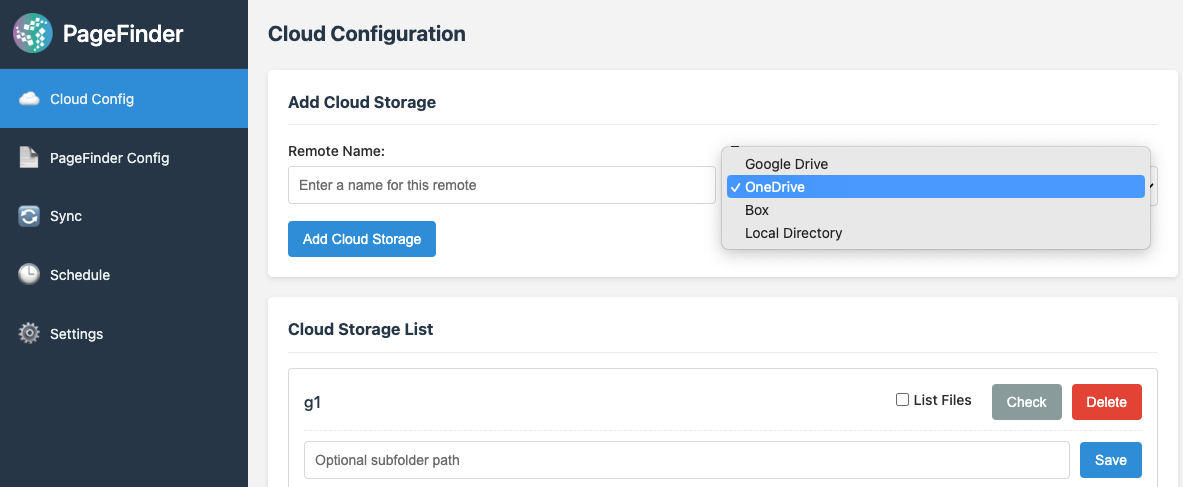 PageFinder
Cloud Config
PageFinder Config
Sync
Schedule
Settings
Cloud Configuration
Add Cloud Storage
Remote Name:
Enter a name for this remote
Google Drive
✓ OneDrive
Box
Local Directory
Add Cloud Storage
Cloud Storage List
g1
List Files
Check
Delete
Optional subfolder path
Save